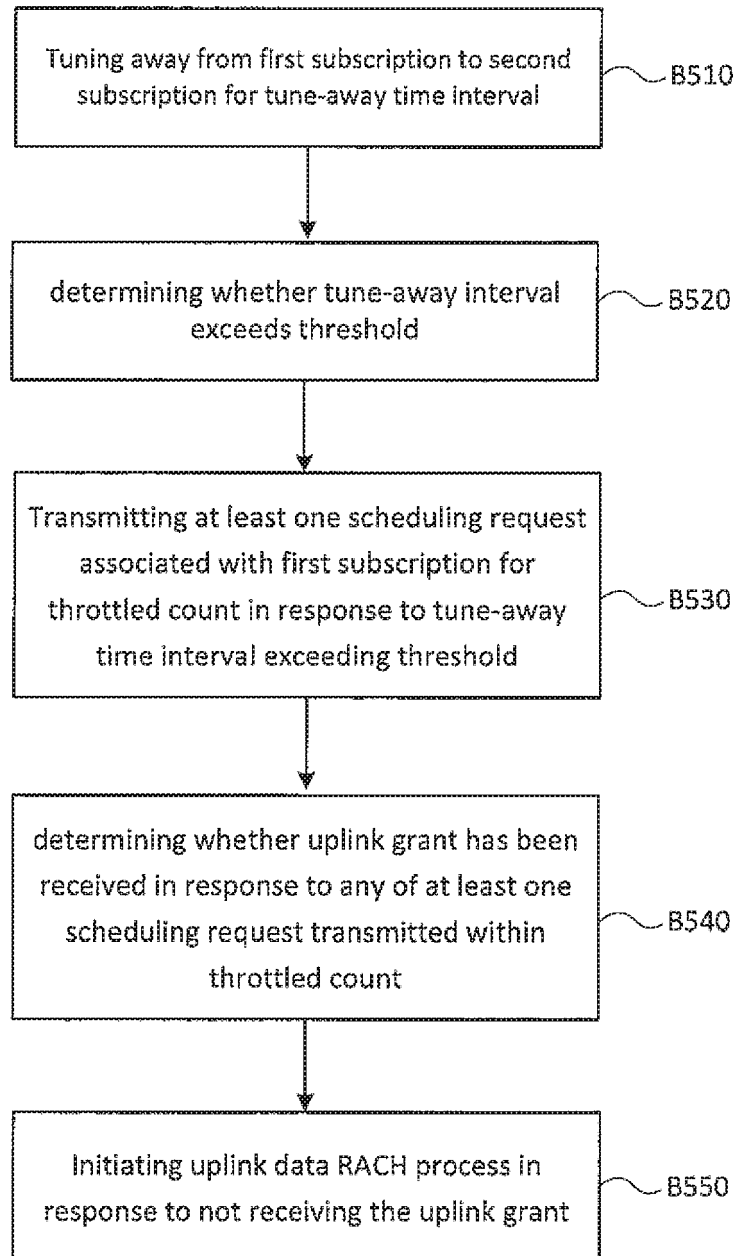 Tuning away from first subscription to second
subscription for tune-away time interval
B510
determining whether tune-away interval
exceeds threshold
B520
Transmitting at least one scheduling request
associated with first subscription for
throttled count in response to tune-away
time interval exceeding threshold
B530
determining whether uplink grant has been
received in response to any of at least one
scheduling request transmitted within
throttled count
B540
Initiating uplink data RACH process in
response to not receiving the uplink grant
B550